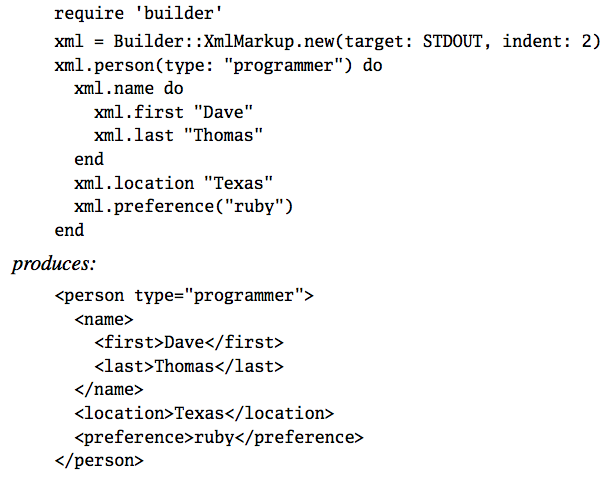 require 'builder'
xml = Builder::XmlMarkup.new(target: STDOUT, indent: 2)
xml.person(type: "programmer") do
  xml.name do
    xml.first "Dave"
    xml.last "Thomas"
  end
  xml.location "Texas"
  xml.preference("ruby")
end
produces:
<person type="programmer">
  <name>
    <first>Dave</first>
    <last>Thomas</last>
  </name>
  <location>Texas</location>
  <preference>ruby</preference>
</person>